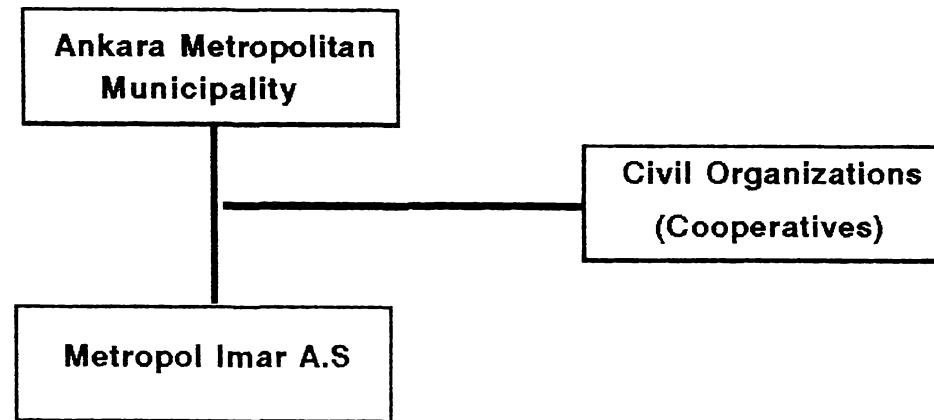 Ankara Metropolitan
Municipality
Civil Organizations
(Cooperatives)
Metropol Imar A.S